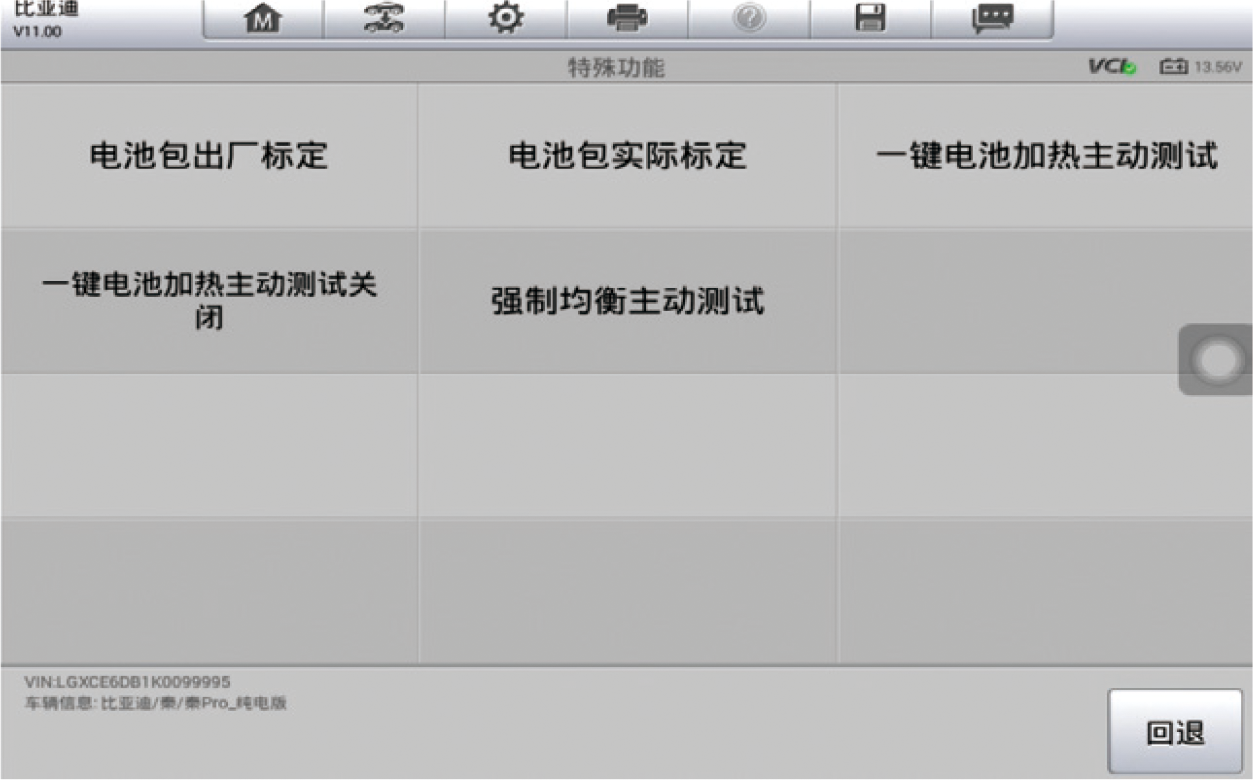 比亚迪
V11.00
M
特殊功能
VCI
13.56V
电池包出厂标定
电池包实际标定
一键电池加热主动测试
一键电池加热主动测试关
闭
强制均衡主动测试
VIN:LGXCE6DB1K0099995
车辆信息:比亚迪/秦/秦Pro_纯电版
回退